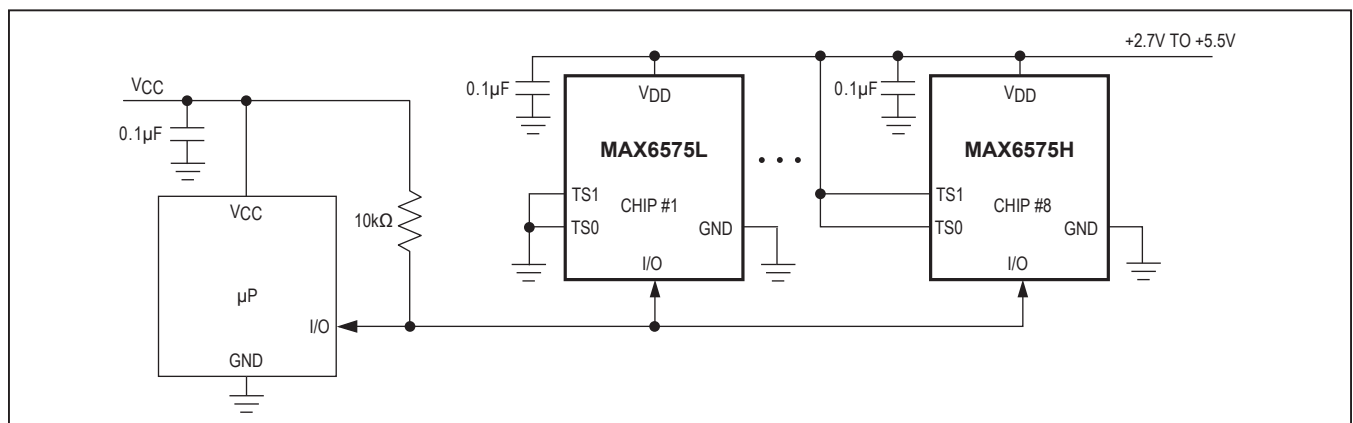 +2.7V TO +5.5V
VCC
0.1µF
0.1µF
0.1µF
VDD
VDD
MAX6575L
MAX6575H
• • •
VCC
10kΩ
TS1
CHIP #1
TS0
GND
I/O
TS1
CHIP #8
TS0
GND
I/O
µP
I/O
GND